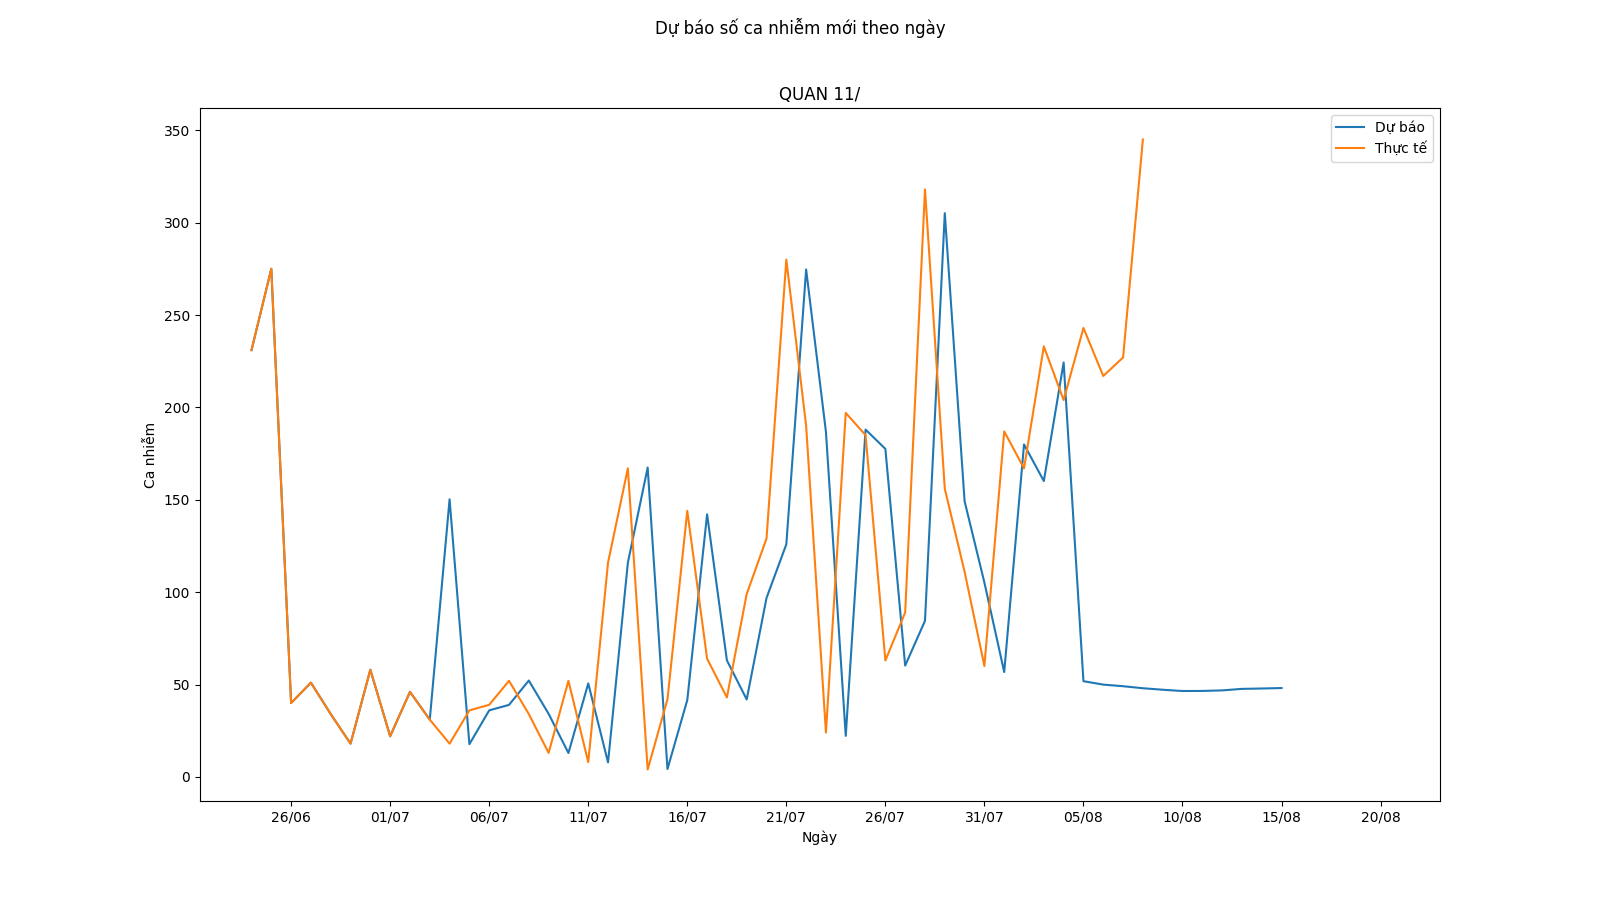 Dự báo số ca nhiễm mới theo ngày
QUAN 11/
Dự báo
Thực tế
350
300
250
200
150
100
50
0
Ca nhiễm
26/06 01/07 06/07 11/07 16/07 21/07 26/07 31/07 05/08 10/08 15/08 20/08
Ngày